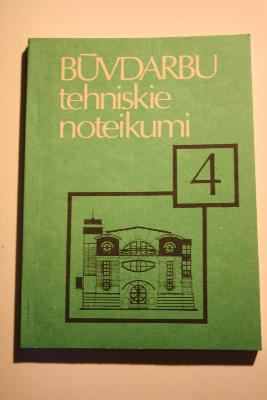 BŪVDARBU
tehniskie
noteikumi
4